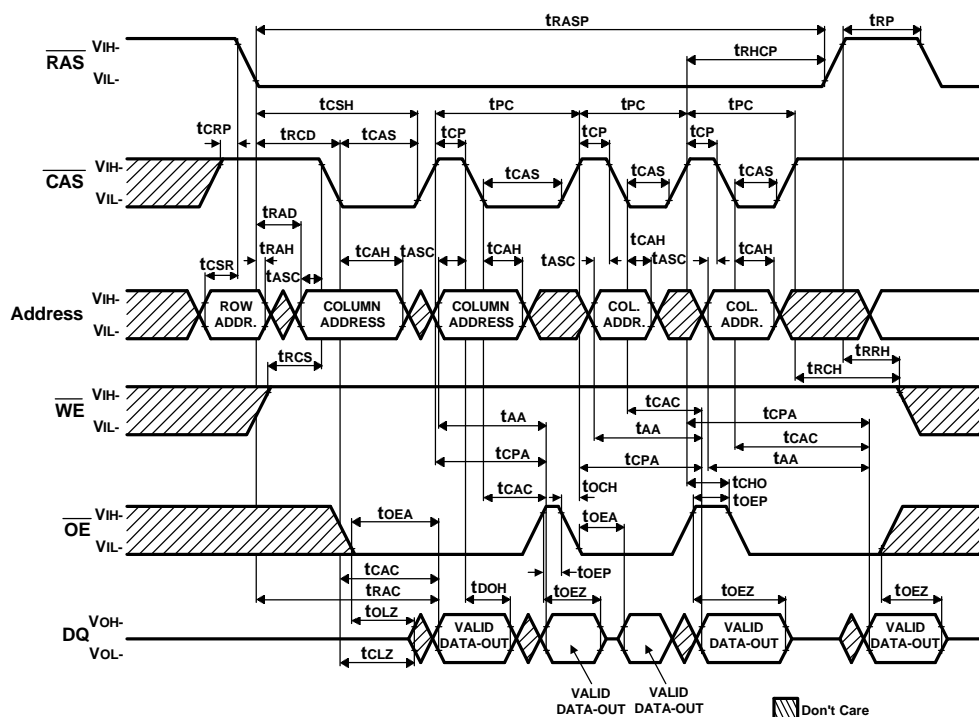 tRASP
tRP
VIH-
RAS
VIL-
tRHCP
tCSH
tPC
tPC
tPC
tCRP
tRCD
tCAS
tCP
tCP
tCP
VIH-
CAS
VIL-
tCAS
tCAS
tCAS
tRAD
tCSR
tRAH
tASC
tCAH
tASC
tCAH
tASC
tCAH
tASC
tCAH
VIH-
Address
VIL-
ROW
ADDR.
COLUMN
ADDRESS
COLUMN
ADDRESS
COL.
ADDR.
COL.
ADDR.
tRCS
tRRH
tRCH
VIH-
WE
VIL-
tCAC
tCPA
tAA
tAA
tCAC
tCPA
tCPA
tAA
tCAC
tOCH
tCHO
tOEP
VIH-
OE
VIL-
tOEA
tOEA
tCAC
tOEP
tRAC
tDOH
tOEZ
tOEZ
tOEZ
tOLZ
VOH-
DQ
VOL-
VALID
DATA-OUT
VALID
DATA-OUT
VALID
DATA-OUT
tCLZ
VALID
DATA-OUT
VALID
DATA-OUT
Don't Care